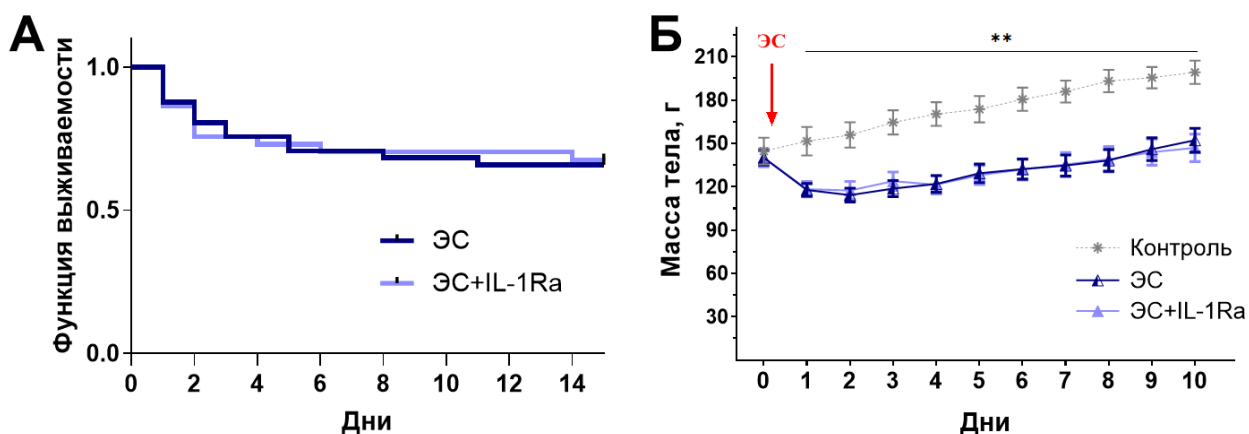 А
Функция выживаемости
1.0
0.5
0.0
0 2 4 6 8 10 12 14
Дни
ЭС
ЭС+IL-1Ra
Б
Масса тела, г
210
180
150
120
90
60
30
ЭС
**
0 1 2 3 4 5 6 7 8 9 10
Дни
Контроль
ЭС
ЭС+IL-1Ra